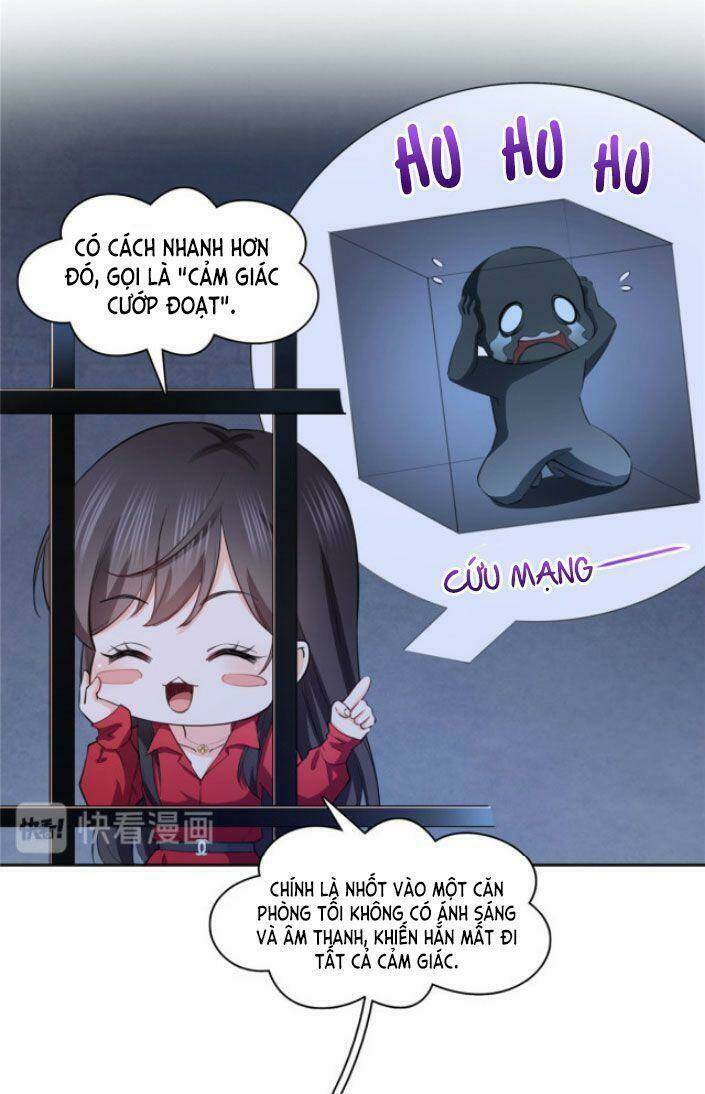 HU HU HU
CÓ CÁCH NHANH HƠN
ĐÓ, GỌI LÀ "CẢM GIÁC
CƯỚP ĐOẠT".
CỨU MẠNG
快看! 快看漫画
CHÍNH LÀ NHỐT VÀO MỘT CĂN
PHÒNG TỐI KHÔNG CÓ ÁNH SÁNG
VÀ ÂM THANH, KHIẾN HẮN MẤT ĐI
TẤT CẢ CẢM GIÁC.